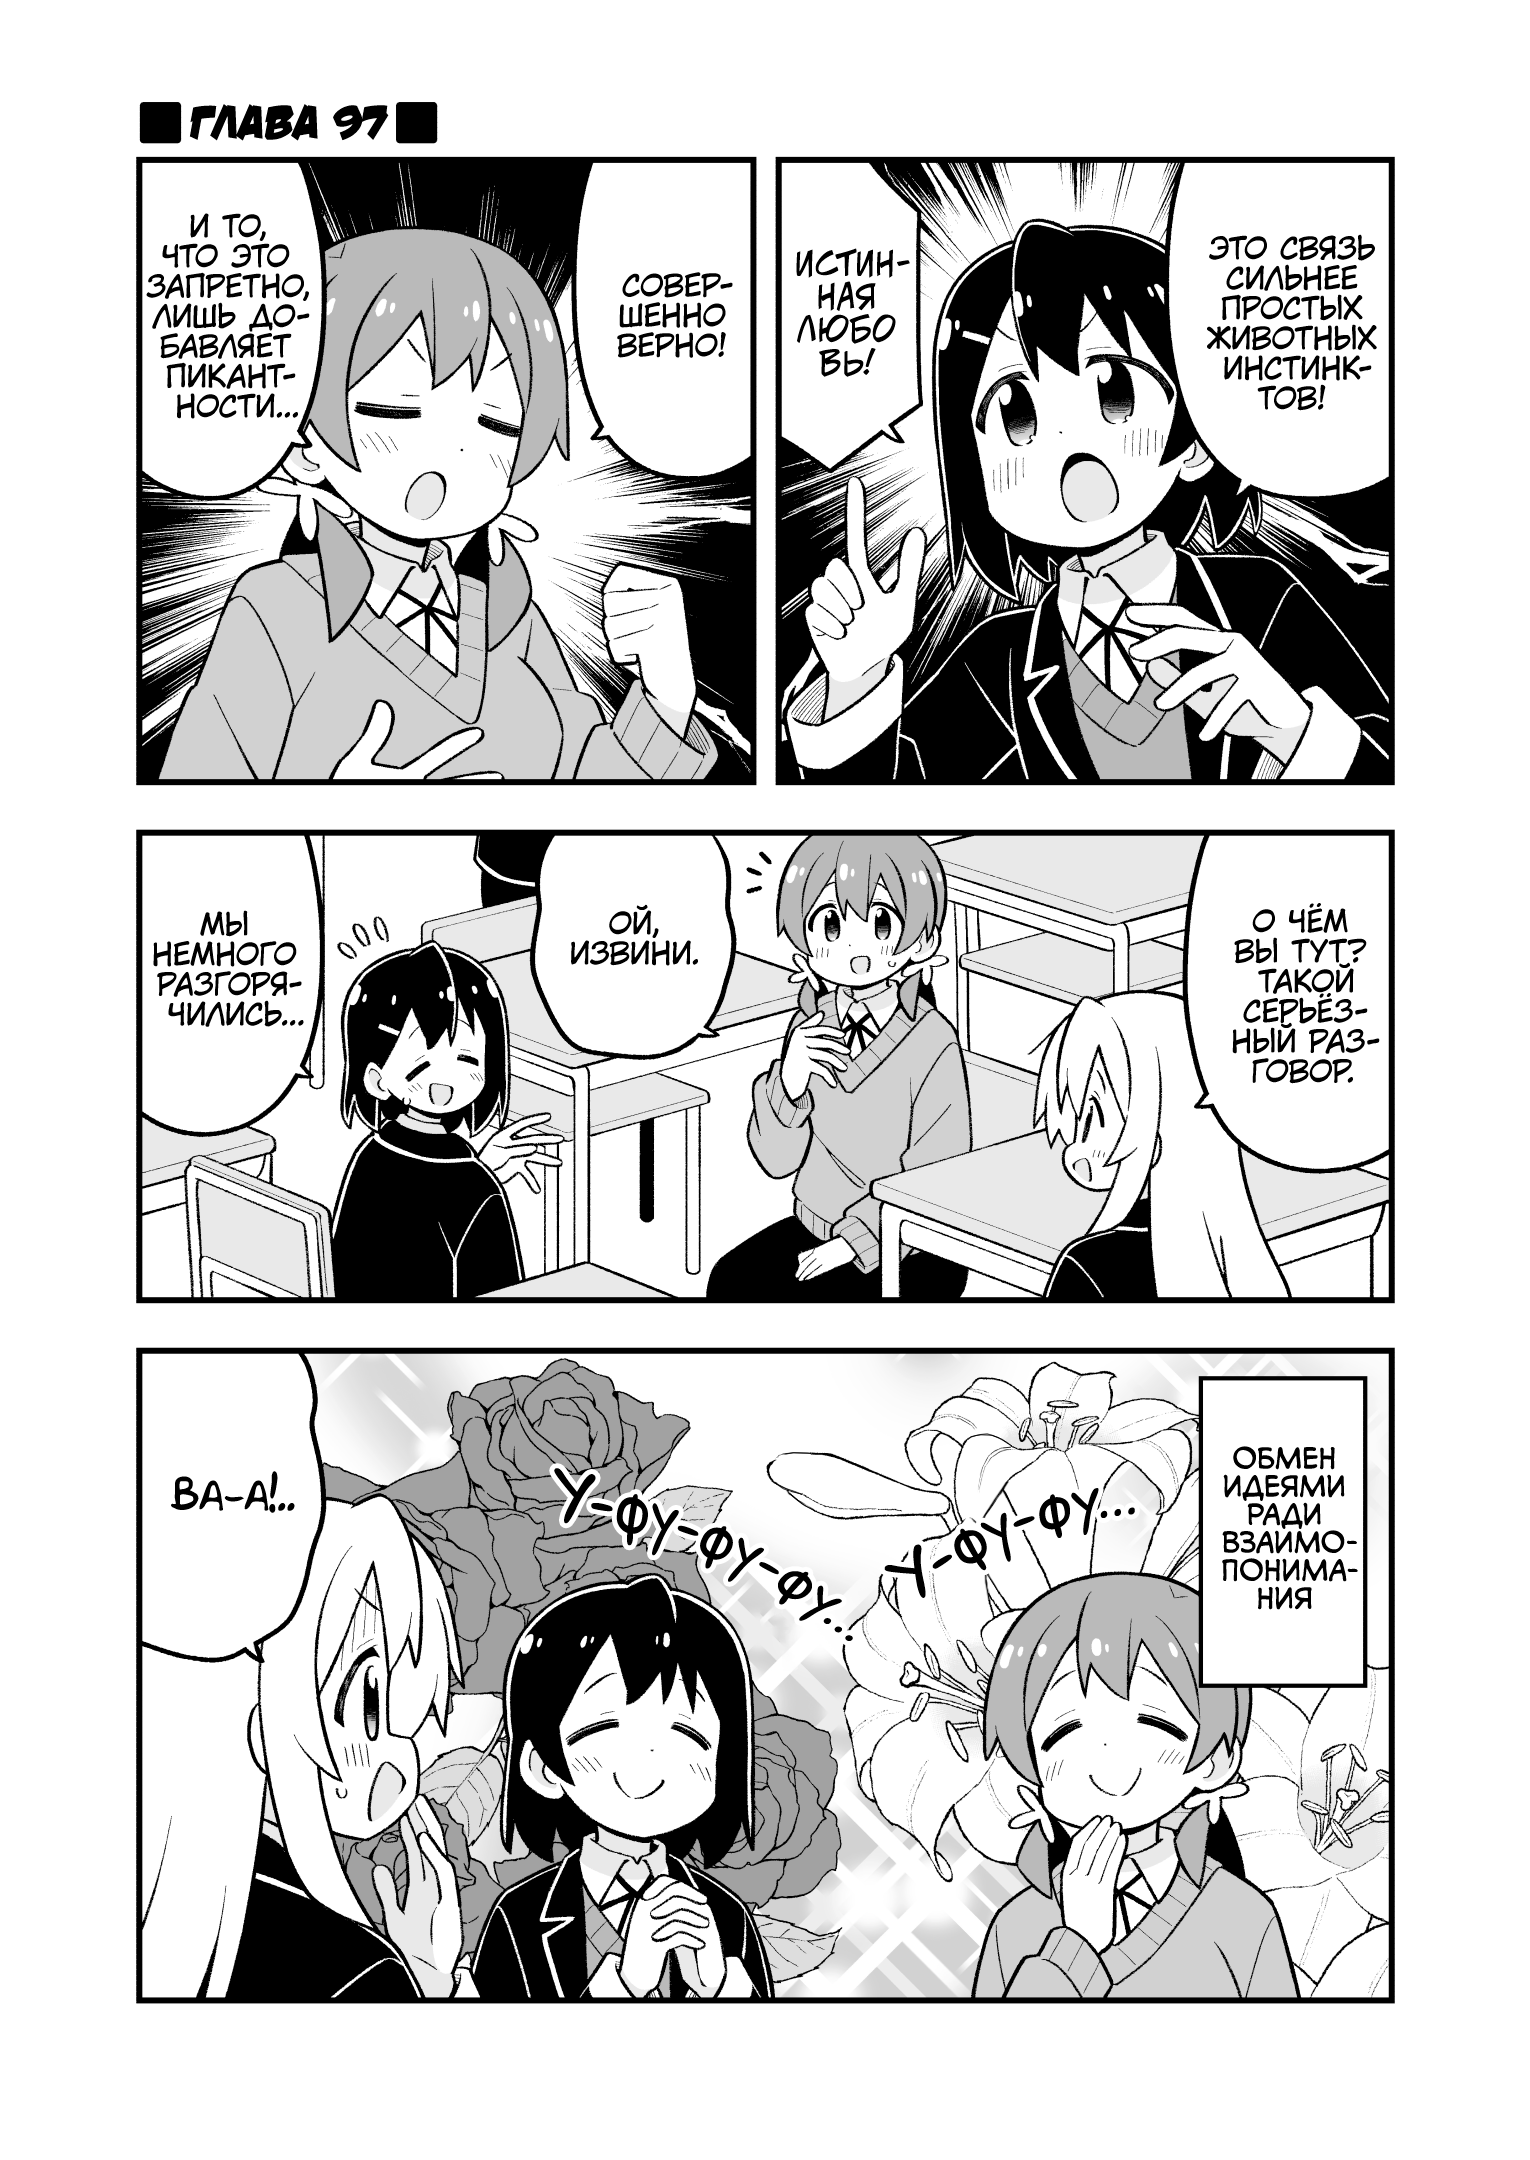 ГЛАВА 97
ЭТО СВЯЗЬ
СИЛЬНЕЕ
ПРОСТЫХ
ЖИВОТНЫХ
ИНСТИНК-
ТОВ!
ИСТИН-
НАЯ
ЛЮБО
ВЬ!
СОВЕР-
ШЕННО
ВЕРНО!
И ТО,
ЧТО ЭТО
ЗАПРЕТНО,
ЛИШЬ ДО-
БАВЛЯЕТ
ПИКАНТ-
НОСТИ...
О ЧЁМ
ВЫ ТУТ?
ТАКОЙ
СЕРЬЁЗ-
НЫЙ РАЗ-
ГОВОР.
ОЙ,
ИЗВИНИ.
МЫ
НЕМНОГО
РАЗГОРЯ-
ЧИЛИСЬ...
ОБМЕН
ИДЕЯМИ
РАДИ
ВЗАИМО-
ПОНИМА-
НИЯ
У-ФУ-ФУ...
У-ФУ-ФУ-ФУ...
ВА-А!..